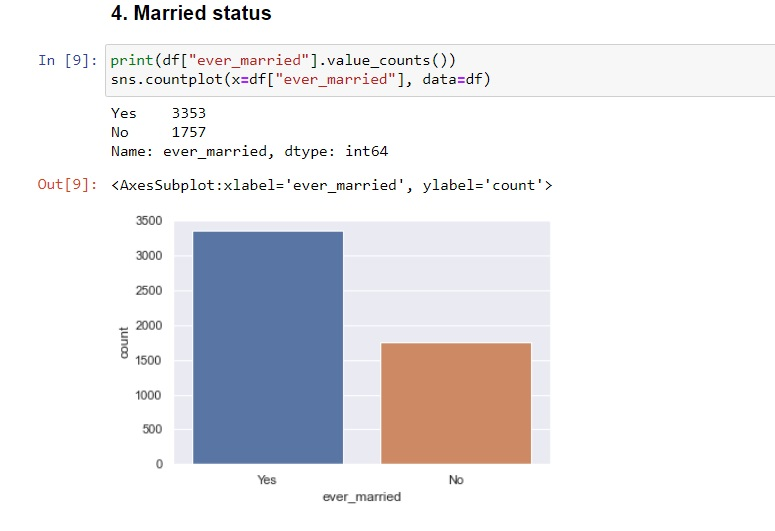 4. Married status
In [9]: print(df["ever_married"].value_counts())
sns.countplot(x=df["ever_married"], data=df)
Yes    3353
No     1757
Name: ever_married, dtype: int64
Out[9]: <AxesSubplot:xlabel='ever_married', ylabel='count'>
3500
3000
2500
2000
1500
1000
500
0
count
Yes No
ever_married